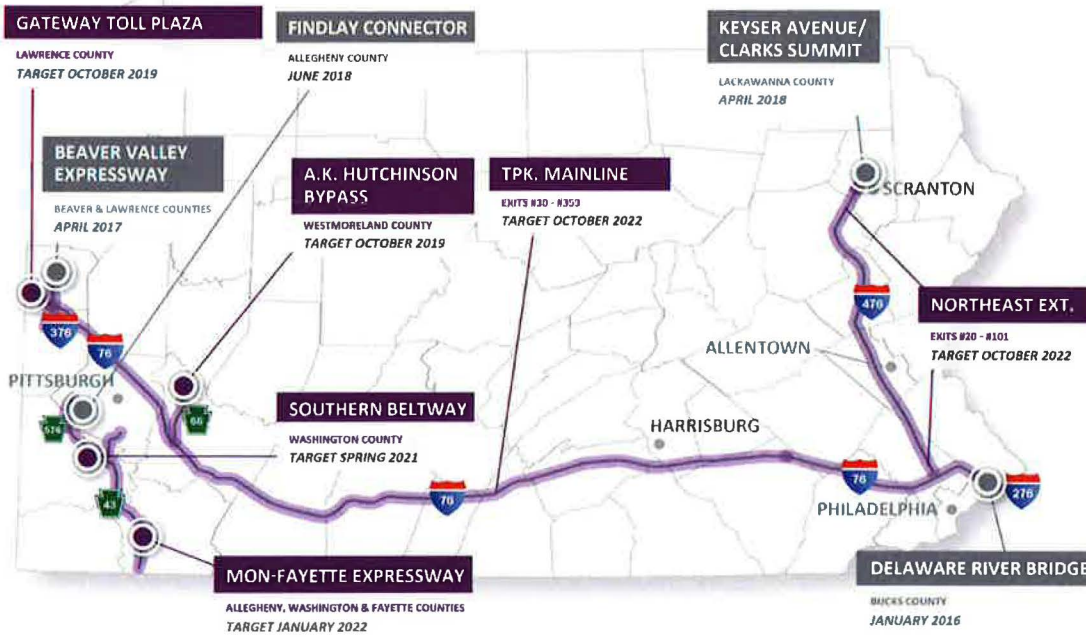 GATEWAY TOLL PLAZA
LAWRENCE COUNTY
TARGET OCTOBER 2019
FINDLAY CONNECTOR
ALLEGHENY COUNTY
JUNE 2018
KEYSER AVENUE/
CLARKS SUMMIT
LACKAWANNA COUNTY
APRIL 2018
BEAVER VALLEY
EXPRESSWAY
BEAVER & LAWRENCE COUNTIES
APRIL 2017
A.K. HUTCHINSON
BYPASS
WESTMORELAND COUNTY
TARGET OCTOBER 2019
TPK. MAINLINE
EXITS #30 - #353
TARGET OCTOBER 2022
SCRANTON
376
76
476
NORTHEAST EXT.
EXITS #20 - #101
TARGET OCTOBER 2022
ALLENTOWN
PITTSBURGH
66
576
SOUTHERN BELTWAY
WASHINGTON COUNTY
TARGET SPRING 2021
HARRISBURG
43
76
76
276
PHILADELPHIA
MON-FAYETTE EXPRESSWAY
ALLEGHENY, WASHINGTON & FAYETTE COUNTIES
TARGET JANUARY 2022
DELAWARE RIVER BRIDGE
BUCKS COUNTY
JANUARY 2016